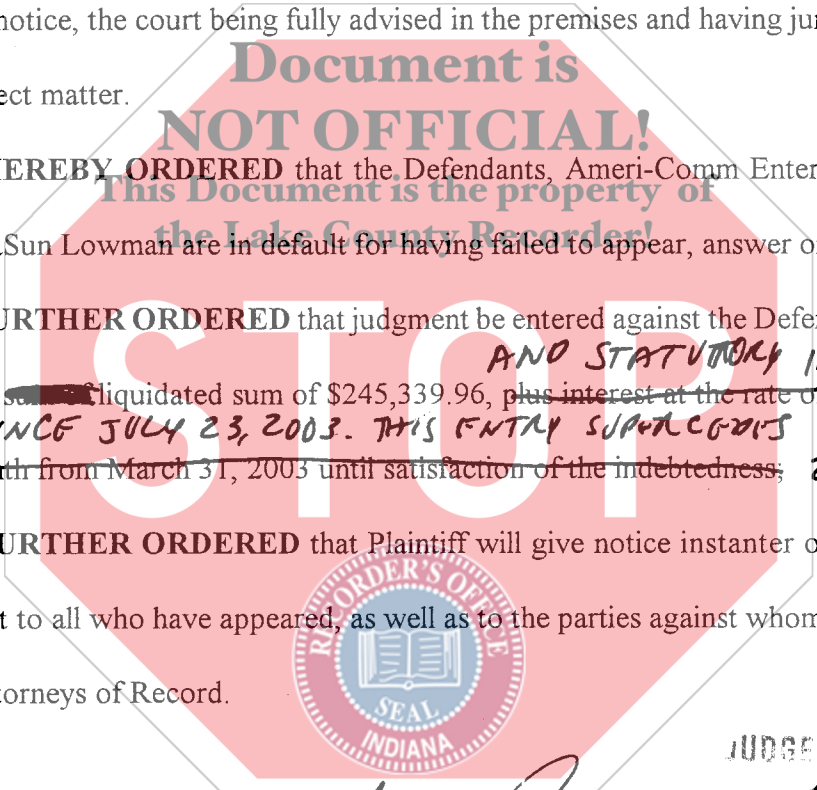 notice, the court being fully advised in the premises and having jur
Document is
ect matter.
NOT OFFICIAL!
HEREBY ORDERED that the Defendants, Ameri-Comm Enter
This Document is the property of
the Lake County Recorder!
Sun Lowman are in default for having failed to appear, answer o
URTHER ORDERED that judgment be entered against the Defe
STOP
AND STATUTORY I
liquidated sum of $245,339.96, plus interest at the rate o
NCE JULY 23, 2003. THIS ENTRY SUPERCEDES
th from March 31, 2003 until satisfaction of the indebtedness;
URTHER ORDERED that Plaintiff will give notice instanter o
t to all who have appeared, as well as to the parties against whom
torneys of Record.
RECORDER'S OFFICE
SEAL
INDIANA
JUDGE